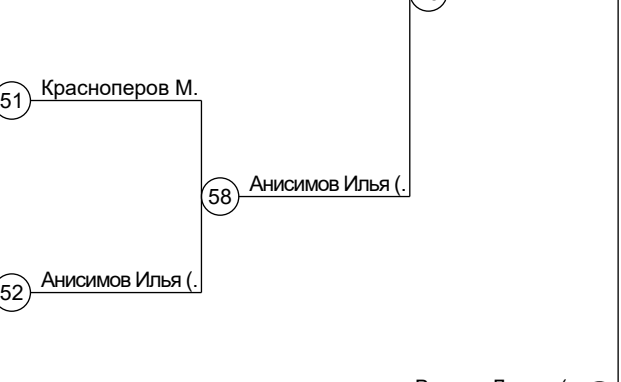 51 Красноперов М.
58 Анисимов Илья (.
52 Анисимов Илья (.